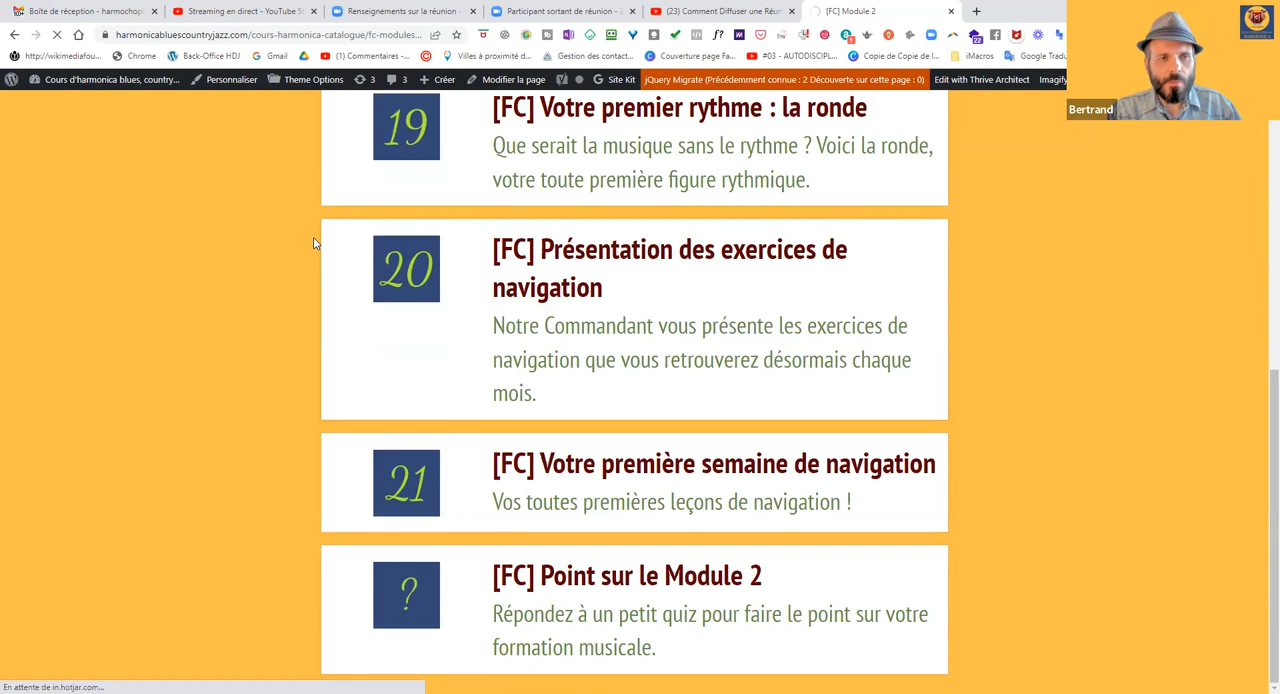 Boîte de réception - harmochopi
Streaming en direct - YouTube S
Renseignements sur la réunion -
Participant sortant de réunion - Z
(23) Comment Diffuser une Réun
[FC] Module 2
harmonicabluescountryjazz.com/cours-harmonica-catalogue/fc-modules...
http://wikimediafou...
Chrome
Back-Office HDJ
Gmail
(1) Commentaires -...
Villes à proximité d...
Gestion des contact...
Couverture page Fa...
#03 - AUTODISCIPL...
Copie de Copie de l...
Google Tradu
Cours d'harmonica blues, country...
Personnaliser
Theme Options
3
3
Créer
Modifier la page
Site Kit
jQuery Migrate (Précédemment connue : 2 Découverte sur cette page : 0)
Edit with Thrive Architect
Imagify
Bertrand
19
[FC] Votre premier rythme : la ronde
Que serait la musique sans le rythme ? Voici la ronde,
votre toute première figure rythmique.
20
[FC] Présentation des exercices de
navigation
Notre Commandant vous présente les exercices de
navigation que vous retrouverez désormais chaque
mois.
21
[FC] Votre première semaine de navigation
Vos toutes premières leçons de navigation !
?
[FC] Point sur le Module 2
Répondez à un petit quiz pour faire le point sur votre
formation musicale.
En attente de in.hotjar.com...